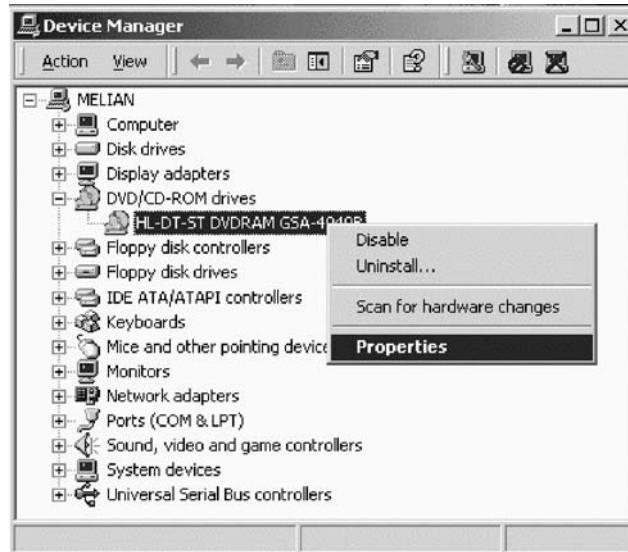 Device Manager
Action View
MELIAN
Computer
Disk drives
Display adapters
DVD/CD-ROM drives
HL-DT-ST DVDRAM GSA-4040B
Floppy disk controllers
Floppy disk drives
IDE ATA/ATAPI controllers
Keyboards
Mice and other pointing device
Monitors
Network adapters
Ports (COM & LPT)
Sound, video and game controllers
System devices
Universal Serial Bus controllers
Disable
Uninstall...
Scan for hardware changes
Properties